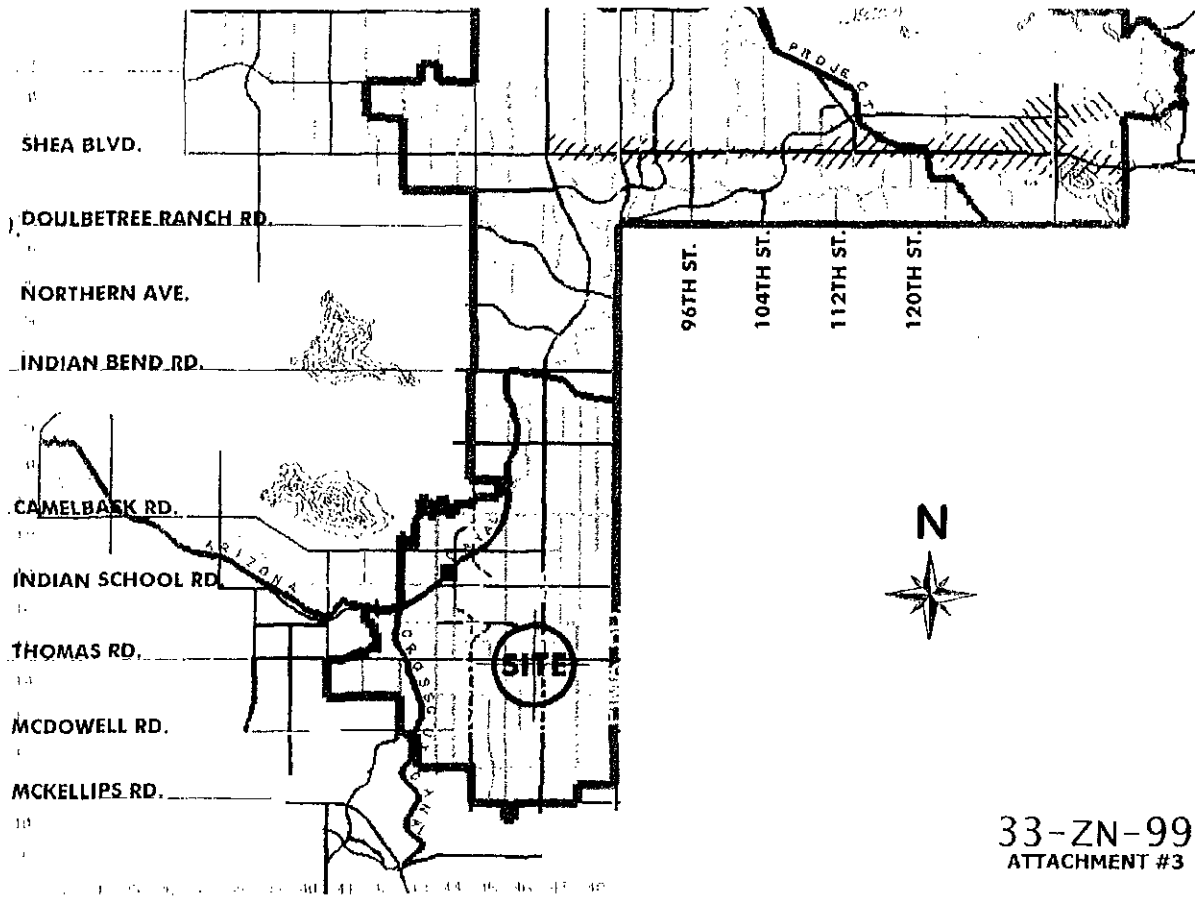 PROJECT
SHEA BLVD.
DOULBETREE RANCH RD.
96TH ST.
104TH ST.
112TH ST.
120TH ST.
NORTHERN AVE.
INDIAN BEND RD.
CAMELBASK RD.
N
ARIZONA
CANAL
INDIAN SCHOOL RD.
THOMAS RD.
SITE
CROSSCUT CANAL
MCDOWELL RD.
MCKELLIPS RD.
33-ZN-99
ATTACHMENT #3